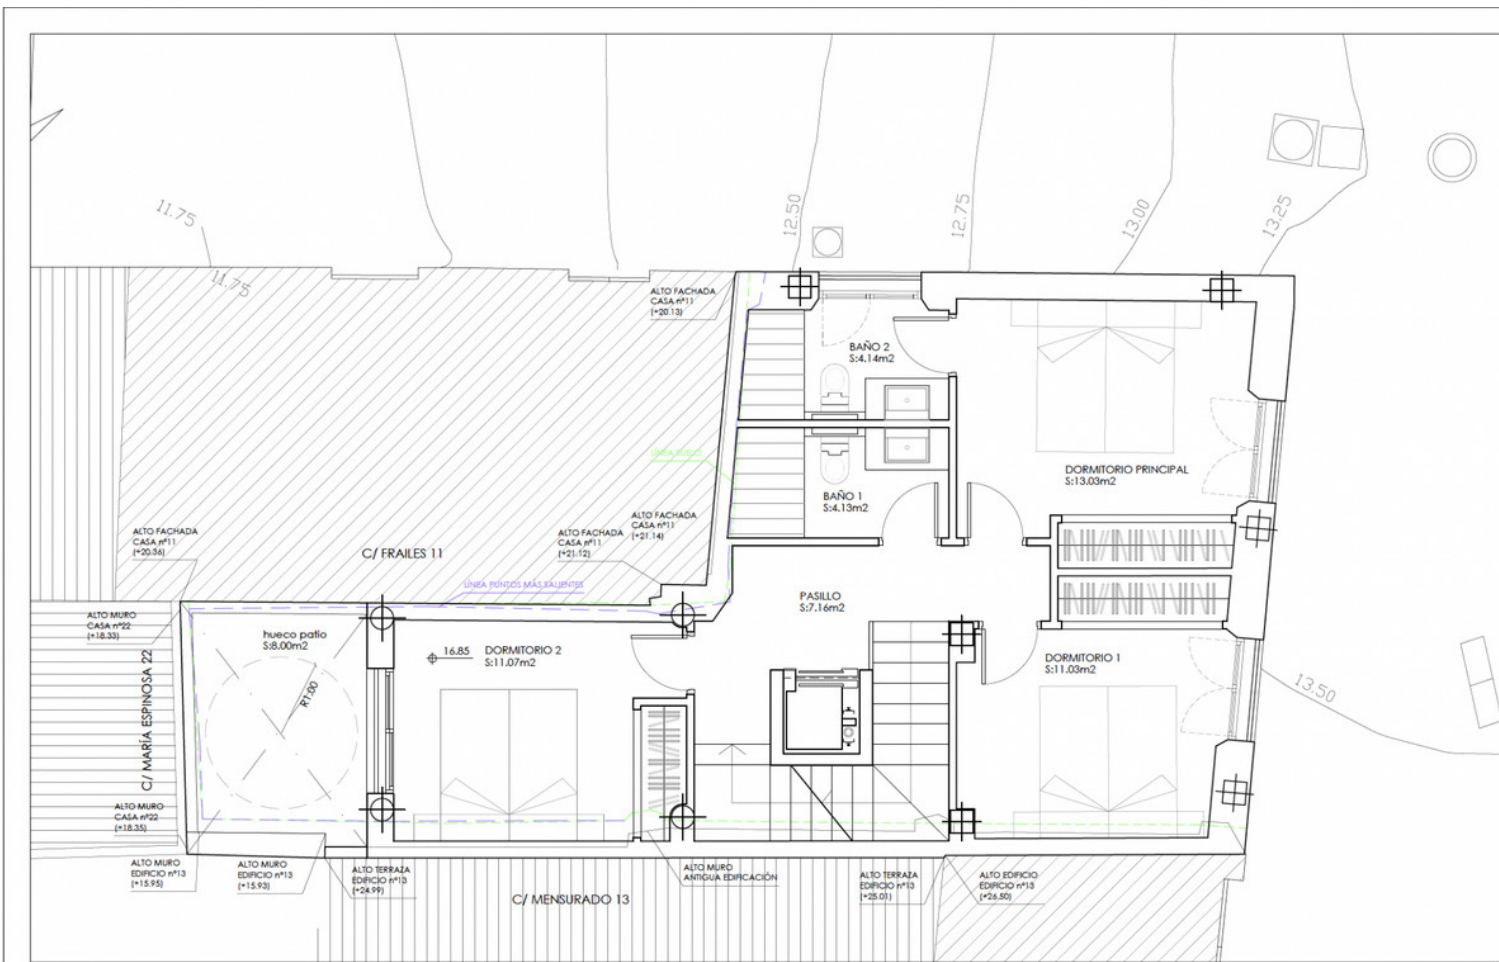 11.75
11.75
12.50
12.75
13.00
13.25
ALTO FACHADA
CASA nº11
(+20.13)
BAÑO 2
S:4.14m2
LÍNEA SUELO
DORMITORIO PRINCIPAL
S:13.03m2
BAÑO 1
S:4.13m2
ALTO FACHADA
CASA nº11
(+20.36)
C/ FRAILES 11
ALTO FACHADA
CASA nº11
(+21.12)
ALTO FACHADA
CASA nº11
(+21.14)
LÍNEA PUNTOS MÁS SALIENTES
PASILLO
S:7.16m2
ALTO MURO
CASA nº22
(+18.33)
hueco patio
S:8.00m2
R1.00
16.85
DORMITORIO 2
S:11.07m2
DORMITORIO 1
S:11.03m2
13.50
C/ MARÍA ESPINOSA 22
ALTO MURO
CASA nº22
(+18.35)
ALTO MURO
EDIFICIO nº13
(+15.95)
ALTO MURO
EDIFICIO nº13
(+15.93)
ALTO TERRAZA
EDIFICIO nº13
(+24.99)
C/ MENSURADO 13
ALTO MURO
ANTIGUA EDIFICACIÓN
ALTO TERRAZA
EDIFICIO nº13
(+25.01)
ALTO EDIFICIO
EDIFICIO nº13
(+26.50)